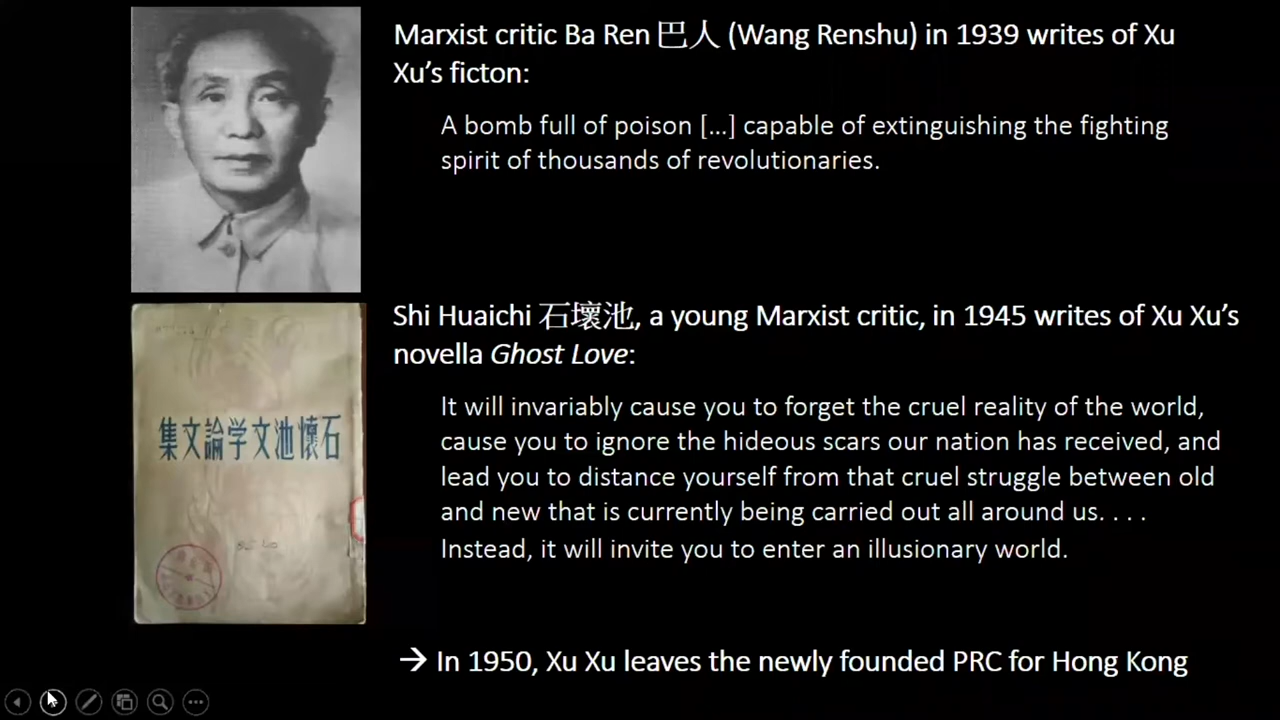 Marxist critic Ba Ren 巴人 (Wang Renshu) in 1939 writes of Xu
Xu’s ficton:
A bomb full of poison […] capable of extinguishing the fighting
spirit of thousands of revolutionaries.
Shi Huaichi 石壞池, a young Marxist critic, in 1945 writes of Xu Xu’s
novella Ghost Love:
It will invariably cause you to forget the cruel reality of the world,
cause you to ignore the hideous scars our nation has received, and
lead you to distance yourself from that cruel struggle between old
and new that is currently being carried out all around us. . . .
Instead, it will invite you to enter an illusionary world.
石懷池文学論文集
→ In 1950, Xu Xu leaves the newly founded PRC for Hong Kong